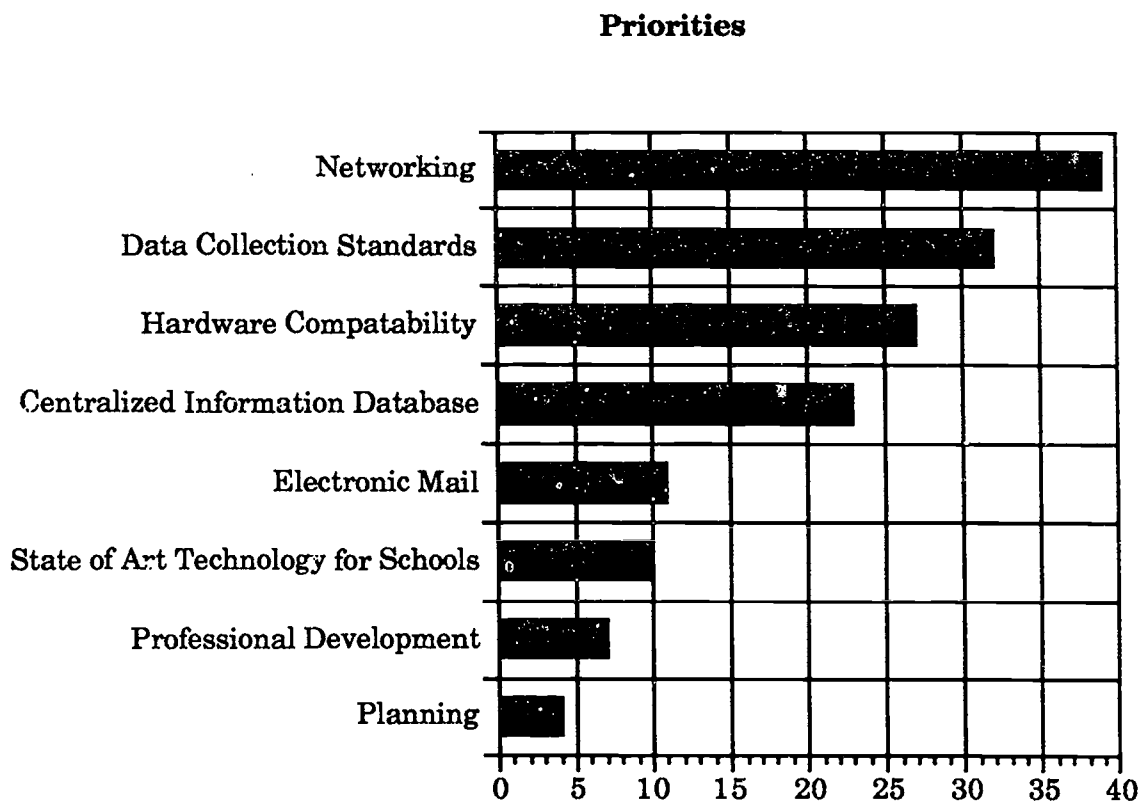 Priorities
Networking
Data Collection Standards
Hardware Compatability
Centralized Information Database
Electronic Mail
State of Art Technology for Schools
Professional Development
Planning
0 5 10 15 20 25 30 35 40